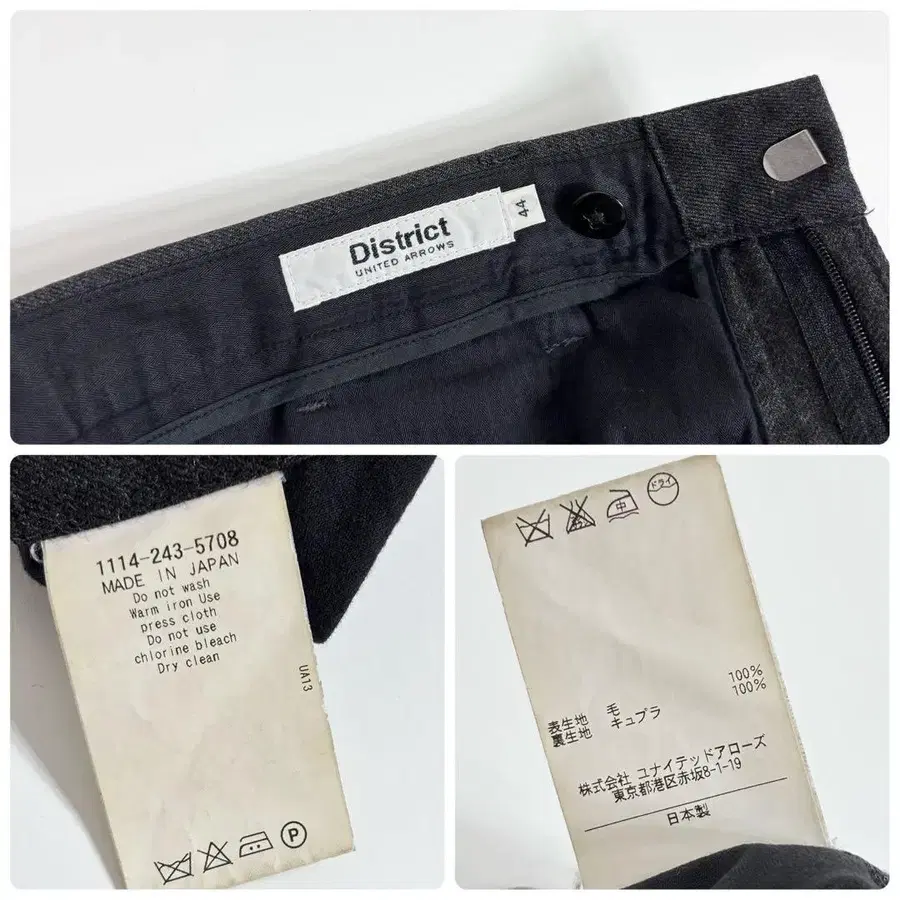 District
UNITED ARROWS
44
1114-243-5708
MADE IN JAPAN
Do not wash
Warm iron Use
press cloth
Do not use
chlorine bleach
Dry clean
UA13
P
ドライ
中
表生地 毛 100%
裏生地 キュプラ 100%
株式会社 ユナイテッドアローズ
東京都港区赤坂8-1-19
日本製